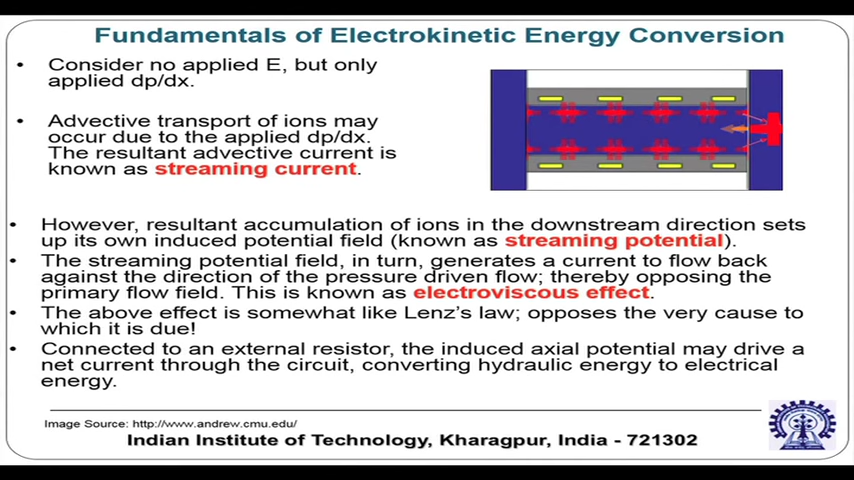 Fundamentals of Electrokinetic Energy Conversion
• Consider no applied E, but only
applied dp/dx.
• Advective transport of ions may
occur due to the applied dp/dx.
The resultant advective current is
known as streaming current.
• However, resultant accumulation of ions in the downstream direction sets
up its own induced potential field (known as streaming potential).
• The streaming potential field, in turn, generates a current to flow back
against the direction of the pressure driven flow; thereby opposing the
primary flow field. This is known as electroviscous effect.
• The above effect is somewhat like Lenz's law; opposes the very cause to
which it is due!
• Connected to an external resistor, the induced axial potential may drive a
net current through the circuit, converting hydraulic energy to electrical
energy.
Image Source: http://www.andrew.cmu.edu/
Indian Institute of Technology, Kharagpur, India - 721302